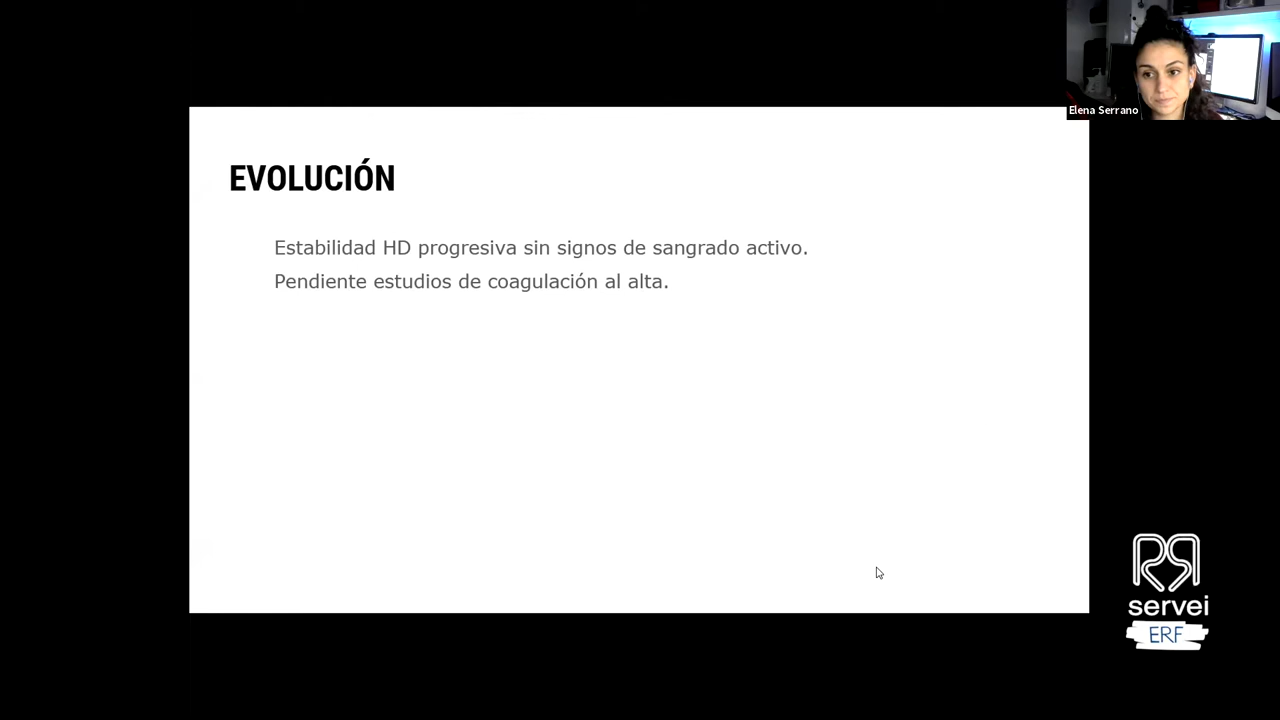 Elena Serrano
EVOLUCIÓN
Estabilidad HD progresiva sin signos de sangrado activo.
Pendiente estudios de coagulación al alta.
servei
ERF